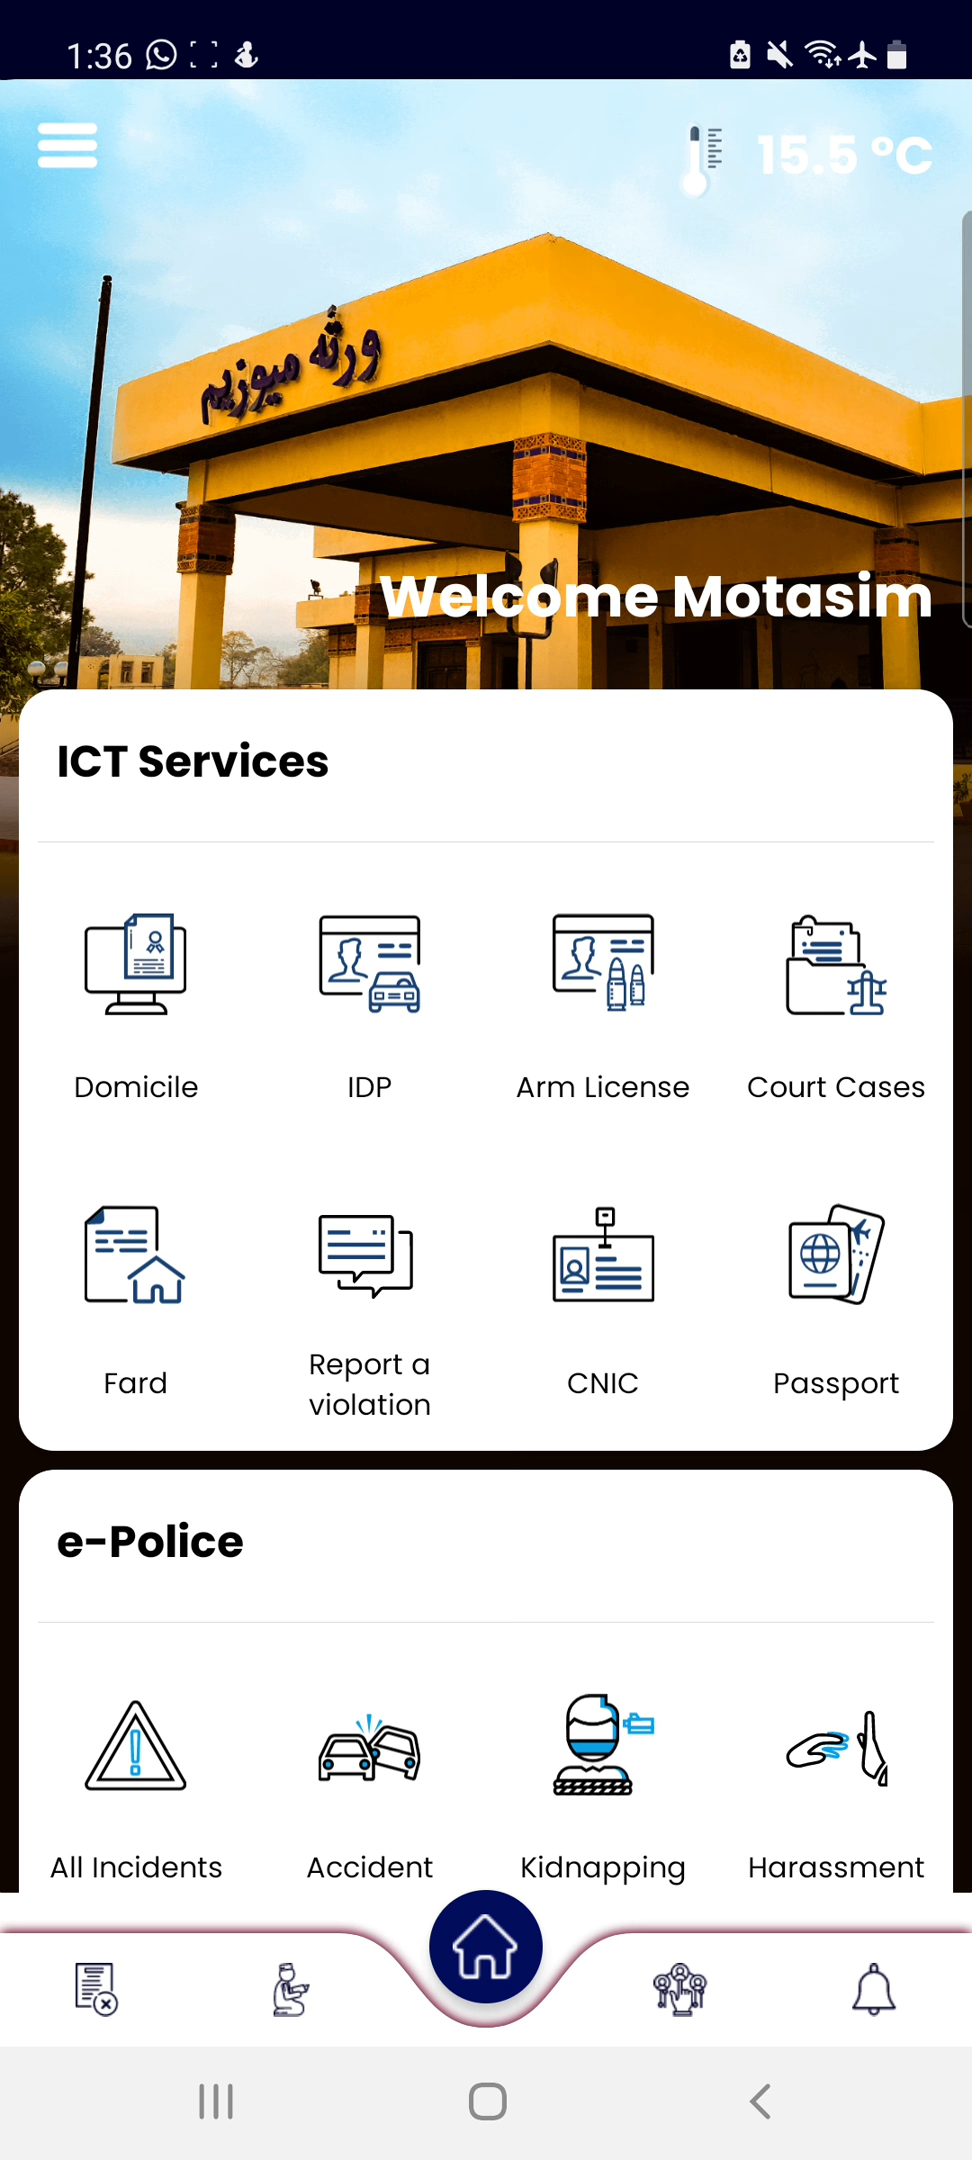 1:36
15.5 °C
ورثہ میوزیم
Welcome Motasim
ICT Services
Domicile
IDP
Arm License
Court Cases
Fard
Report a
violation
CNIC
Passport
e-Police
All Incidents
Accident
Kidnapping
Harassment